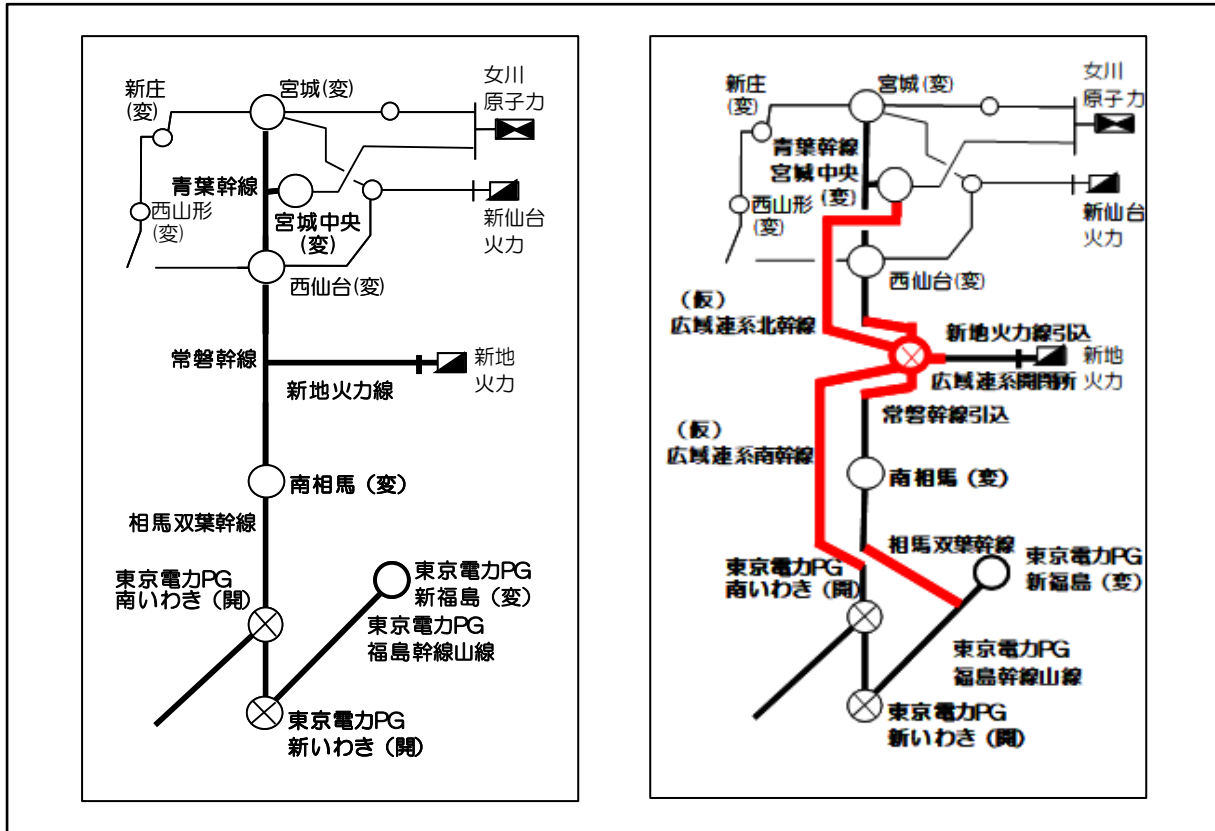 新庄
(変)
宮城(変)
女川
原子力
青葉幹線
西山形
(変)
宮城中央
(変)
新仙台
火力
西仙台(変)
常磐幹線
新地火力線
新地
火力
南相馬（変）
相馬双葉幹線
東京電力PG
南いわき（開）
東京電力PG
新福島（変）
東京電力PG
福島幹線山線
東京電力PG
新いわき（開）
新庄
(変)
宮城(変)
女川
原子力
青葉幹線
宮城中央
(変)
西山形
(変)
新仙台
火力
西仙台(変)
（仮）
広域連系北幹線
新地火力線引込
新地
火力
広域連系開閉所
常磐幹線引込
（仮）
広域連系南幹線
南相馬（変）
相馬双葉幹線
東京電力PG
南いわき（開）
東京電力PG
新福島（変）
東京電力PG
福島幹線山線
東京電力PG
新いわき（開）